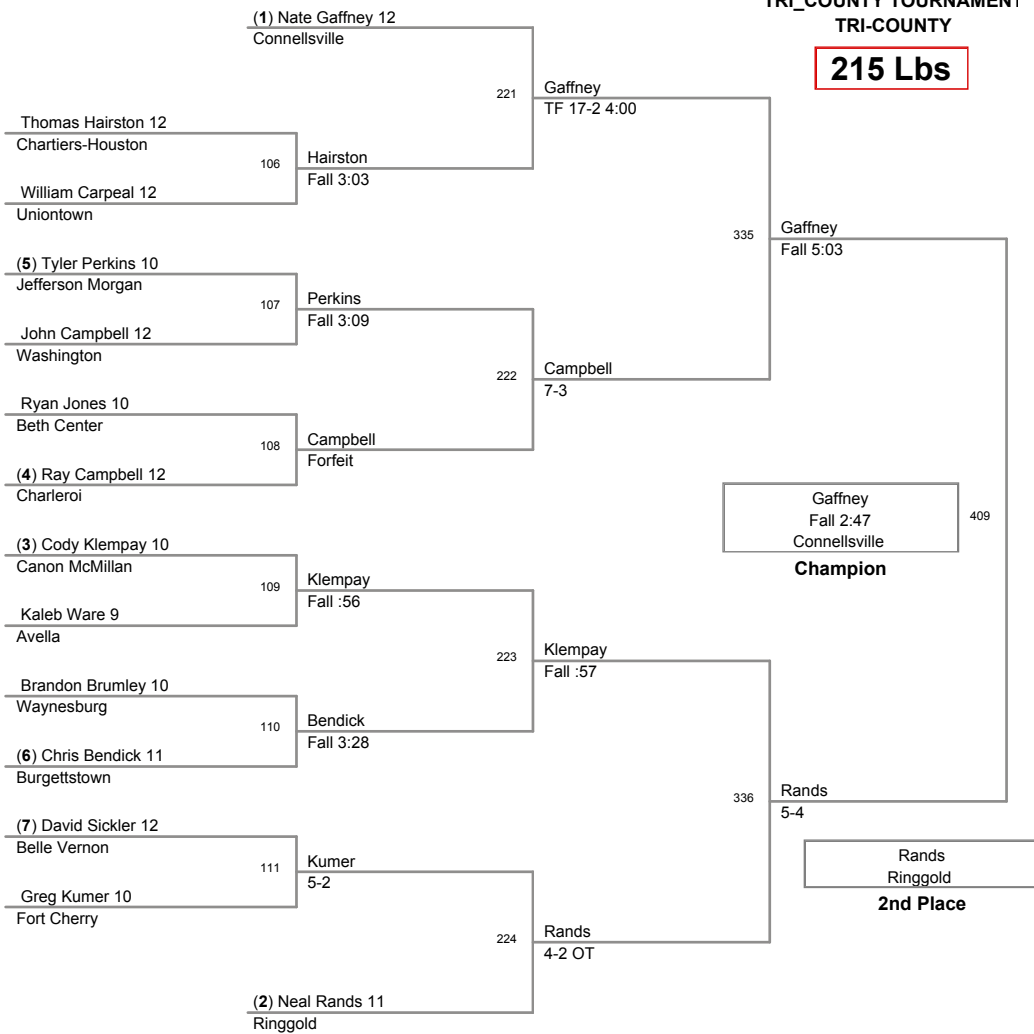 TRI_COUNTY TOURNAMENT
TRI-COUNTY
215 Lbs
(1) Nate Gaffney 12
Connellsville
221
Gaffney
TF 17-2 4:00
Thomas Hairston 12
Chartiers-Houston
106
Hairston
Fall 3:03
William Carpeal 12
Uniontown
335
Gaffney
Fall 5:03
(5) Tyler Perkins 10
Jefferson Morgan
107
Perkins
Fall 3:09
John Campbell 12
Washington
222
Campbell
7-3
Ryan Jones 10
Beth Center
108
Campbell
Forfeit
(4) Ray Campbell 12
Charleroi
Gaffney
Fall 2:47
Connellsville
409
Champion
(3) Cody Klempay 10
Canon McMillan
109
Klempay
Fall :56
Kaleb Ware 9
Avella
223
Klempay
Fall :57
Brandon Brumley 10
Waynesburg
110
Bendick
Fall 3:28
(6) Chris Bendick 11
Burgettstown
336
Rands
5-4
(7) David Sickler 12
Belle Vernon
111
Kumer
5-2
Rands
Ringgold
2nd Place
Greg Kumer 10
Fort Cherry
224
Rands
4-2 OT
(2) Neal Rands 11
Ringgold